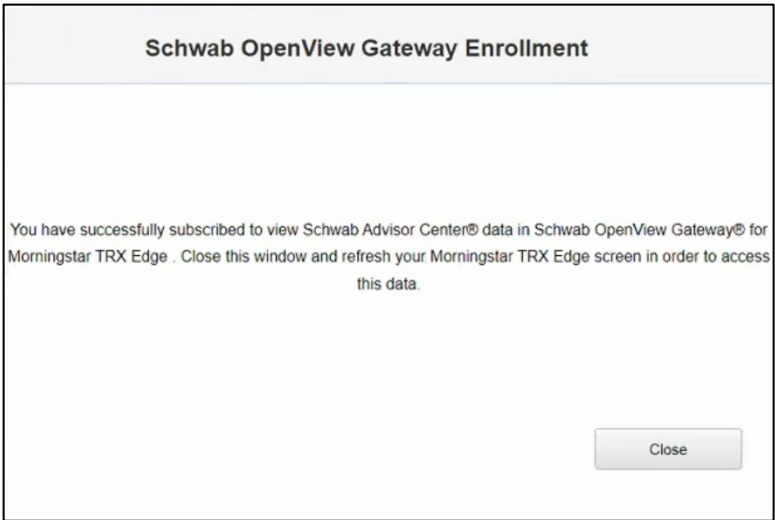 Schwab OpenView Gateway Enrollment
You have successfully subscribed to view Schwab Advisor Center® data in Schwab OpenView Gateway® for
Morningstar TRX Edge . Close this window and refresh your Morningstar TRX Edge screen in order to access
this data.
Close